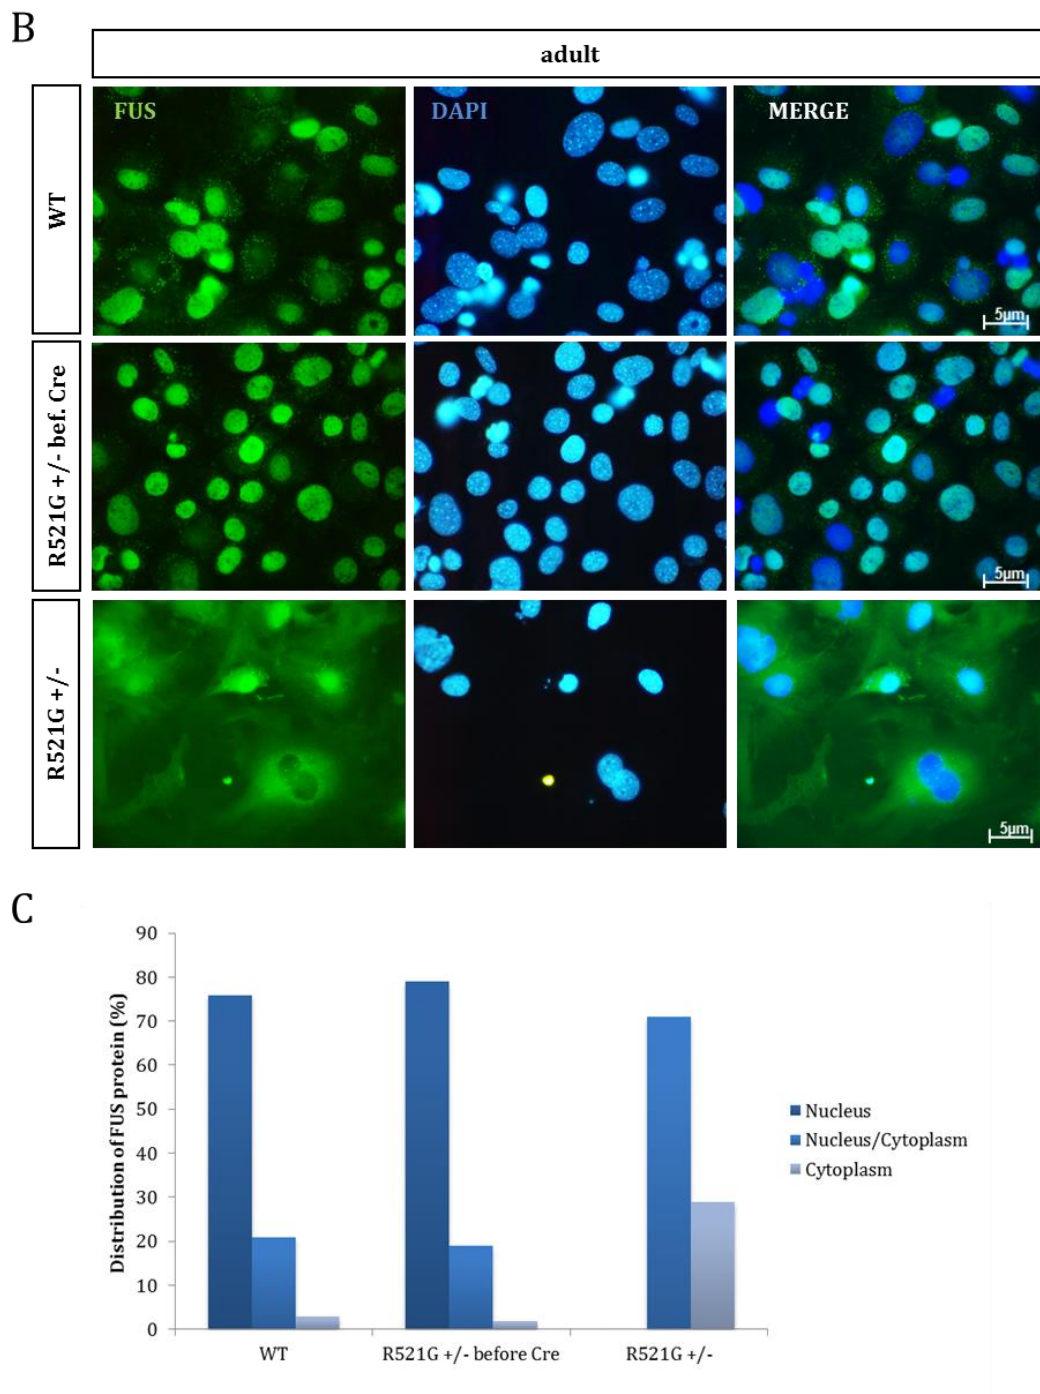 B
adult
WT
FUS
DAPI
MERGE
5µm
R521G +/- bef. Cre
5µm
R521G +/-
5µm
C
Distribution of FUS protein (%)
90
80
70
60
50
40
30
20
10
0
WT
R521G +/- before Cre
R521G +/-
Nucleus
Nucleus/Cytoplasm
Cytoplasm